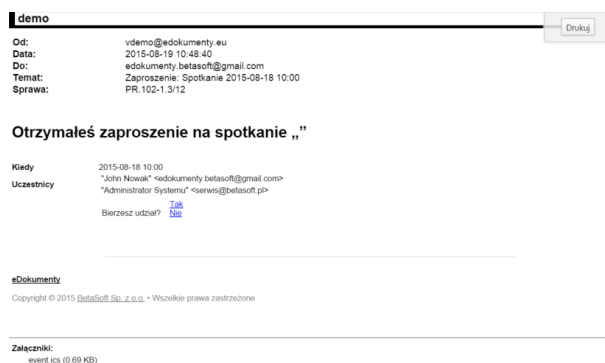 demo
Drukuj
Od: vdemo@edokumenty.eu
Data: 2015-08-19 10:48:40
Do: edokumenty.betasoft@gmail.com
Temat: Zaproszenie: Spotkanie 2015-08-18 10:00
Sprawa: PR.102-1.3/12
Otrzymałeś zaproszenie na spotkanie „”
Kiedy 2015-08-18 10:00
Uczestnicy "John Nowak" <edokumenty.betasoft@gmail.com>
"Administrator Systemu" <serwis@betasoft.pl>
Tak
Bierzesz udział? Nie
eDokumenty
Copyright © 2015 BetaSoft Sp. z o.o. • Wszelkie prawa zastrzeżone.
Załączniki:
event.ics (0.69 KB)